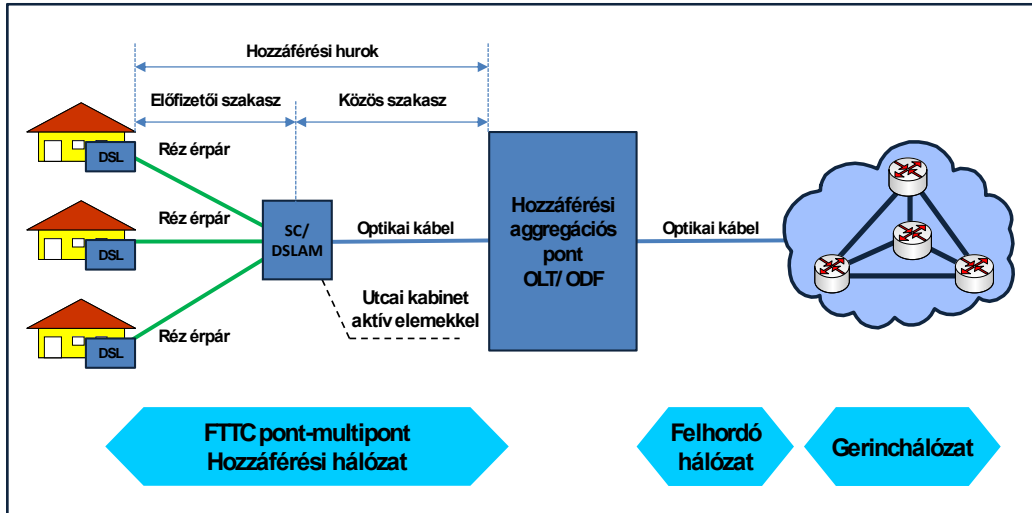 Hozzáférési hurok
Előfizetői szakasz
Közös szakasz
Réz érpár
DSL
Réz érpár
DSL
Réz érpár
DSL
SC/
DSLAM
Optikai kábel
Utcai kabinet
aktív elemekkel
Hozzáférési
aggregációs
pont
OLT/ ODF
Optikai kábel
FTTC pont-multipont
Hozzáférési hálózat
Felhordó
hálózat
Gerinchálózat